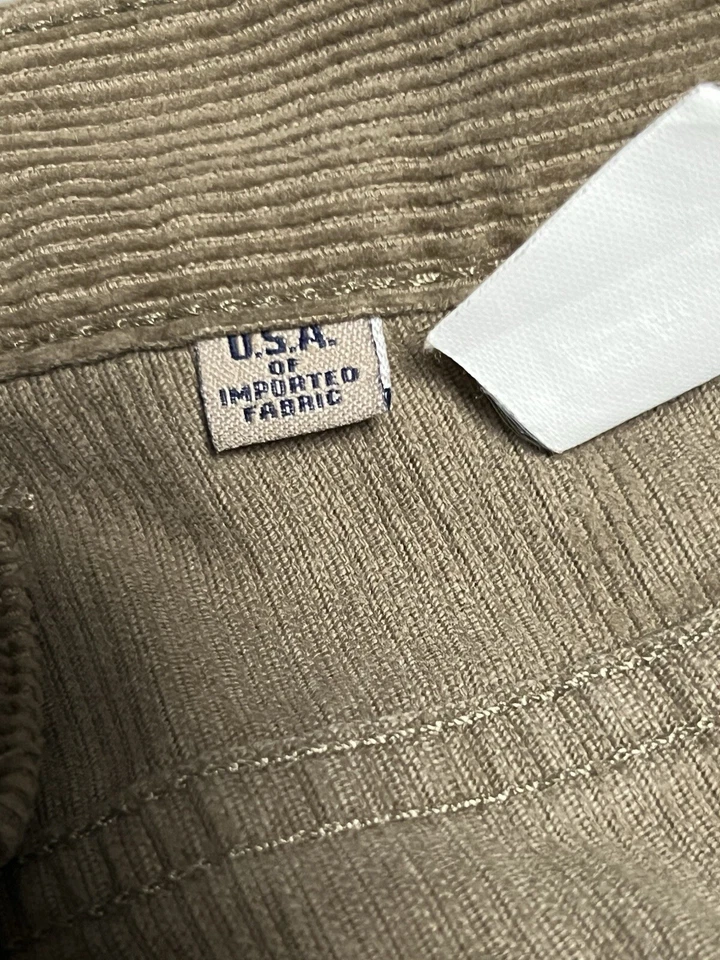 U.S.A.
OF
IMPORTED
FABRIC